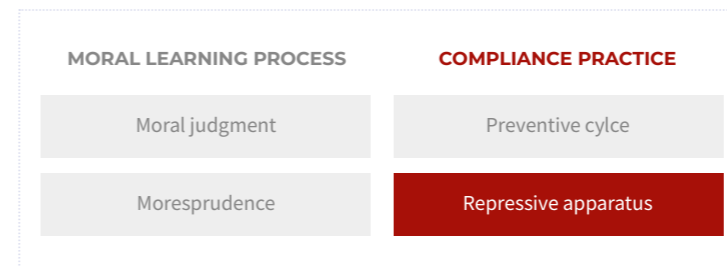 MORAL LEARNING PROCESS
COMPLIANCE PRACTICE
Moral judgment
Preventive cylce
Moresprudence
Repressive apparatus